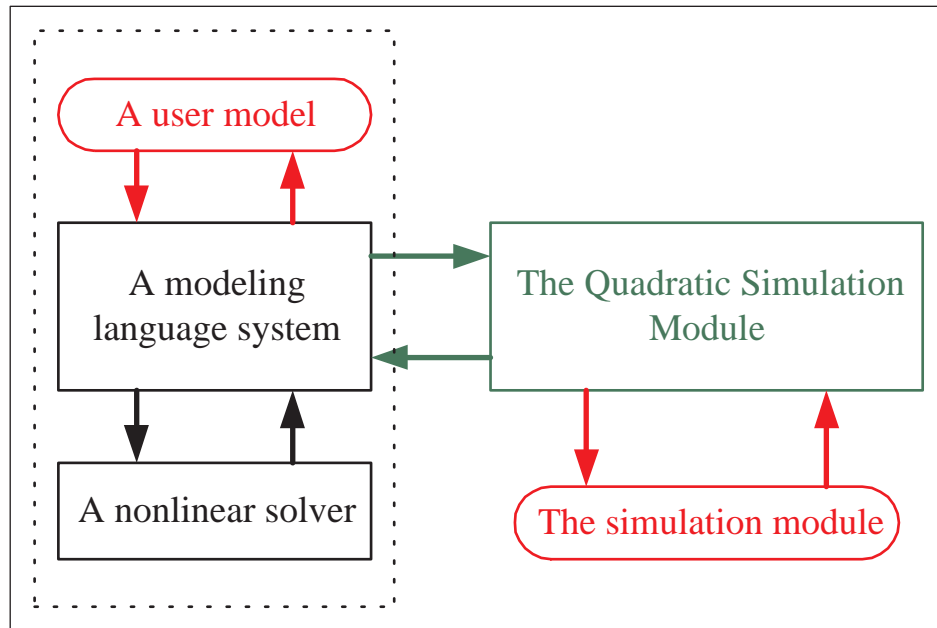 A user model
A modeling
language system
The Quadratic Simulation
Module
A nonlinear solver
The simulation module